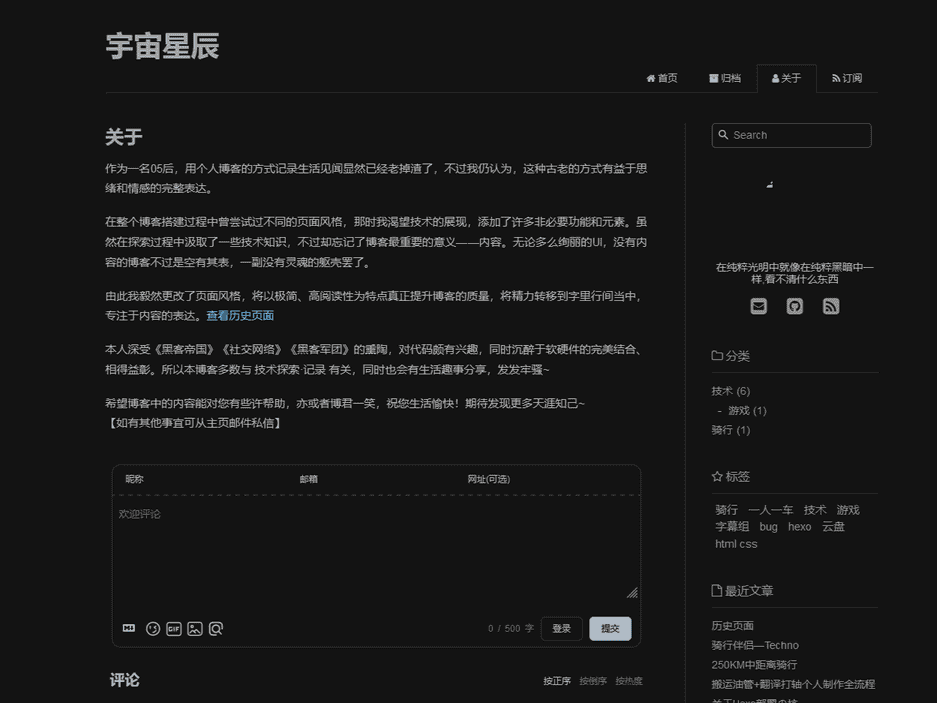 宇宙星辰
首页 归档 关于 订阅
关于
作为一名05后，用个人博客的方式记录生活见闻显然已经老掉渣了，不过我仍认为，这种古老的方式有益于思
绪和情感的完整表达。
在整个博客搭建过程中曾尝试过不同的页面风格，那时我渴望技术的展现，添加了许多非必要功能和元素。虽
然在探索过程中汲取了一些技术知识，不过却忘记了博客最重要的意义——内容。无论多么绚丽的UI，没有内
容的博客不过是空有其表，一副没有灵魂的躯壳罢了。
由此我毅然更改了页面风格，将以极简、高阅读性为特点真正提升博客的质量，将精力转移到字里行间当中，
专注于内容的表达。查看历史页面
本人深受《黑客帝国》《社交网络》《黑客军团》的熏陶，对代码颇有兴趣，同时沉醉于软硬件的完美结合、
相得益彰。所以本博客多数与 技术探索·记录 有关，同时也会有生活趣事分享，发发牢骚~
希望博客中的内容能对您有些许帮助，亦或者博君一笑，祝您生活愉快！期待发现更多天涯知己~
【如有其他事宜可从主页邮件私信】
昵称 邮箱 网址(可选)
欢迎评论
M GIF 0 / 500 字 登录 提交
评论 按正序 按倒序 按热度
Search
在纯粹光明中就像在纯粹黑暗中一
样,看不清什么东西
分类
技术 (6)
- 游戏 (1)
骑行 (1)
标签
骑行 一人一车 技术 游戏
字幕组 bug hexo 云盘
html css
最近文章
历史页面
骑行伴侣—Techno
250KM中距离骑行
搬运油管+翻译打轴个人制作全流程